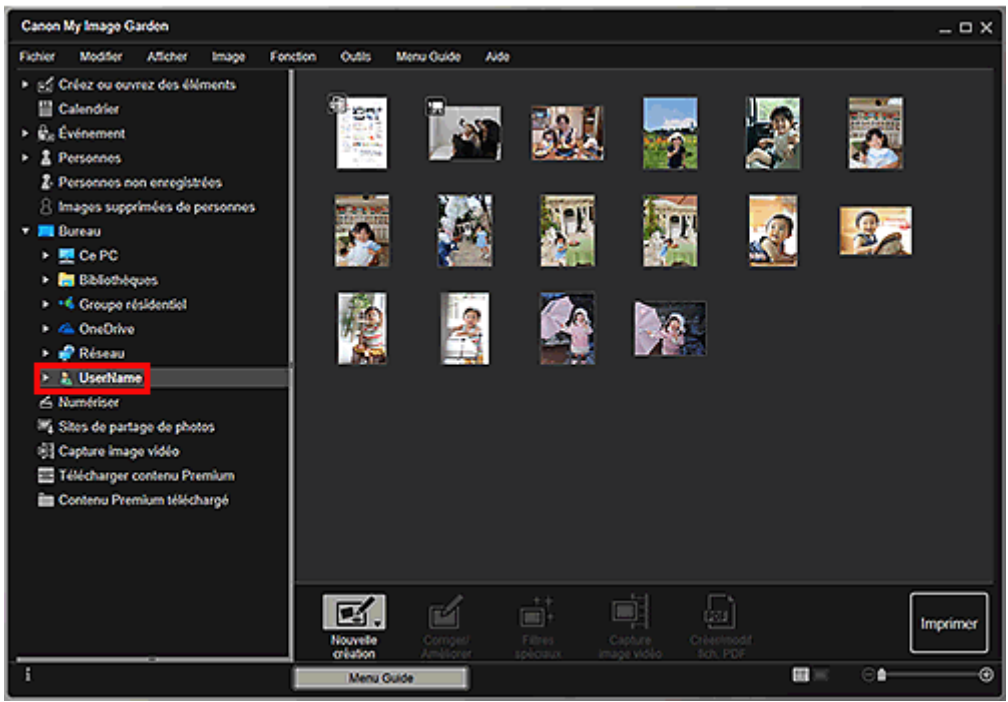 Canon My Image Garden
Fichier Modifier Afficher Image Fonction Outils Menu Guide Aide
Créez ou ouvrez des éléments
Calendrier
Événement
Personnes
Personnes non enregistrées
Images supprimées de personnes
Bureau
Ce PC
Bibliothèques
Groupe résidentiel
OneDrive
Réseau
UserName
Numériser
Sites de partage de photos
Capture image vidéo
Télécharger contenu Premium
Contenu Premium téléchargé
Nouvelle
création
Corriger/
Améliorer
Filtres
spéciaux
Capture
image vidéo
Créer/modif
fich. PDF
PDF
Imprimer
Menu Guide